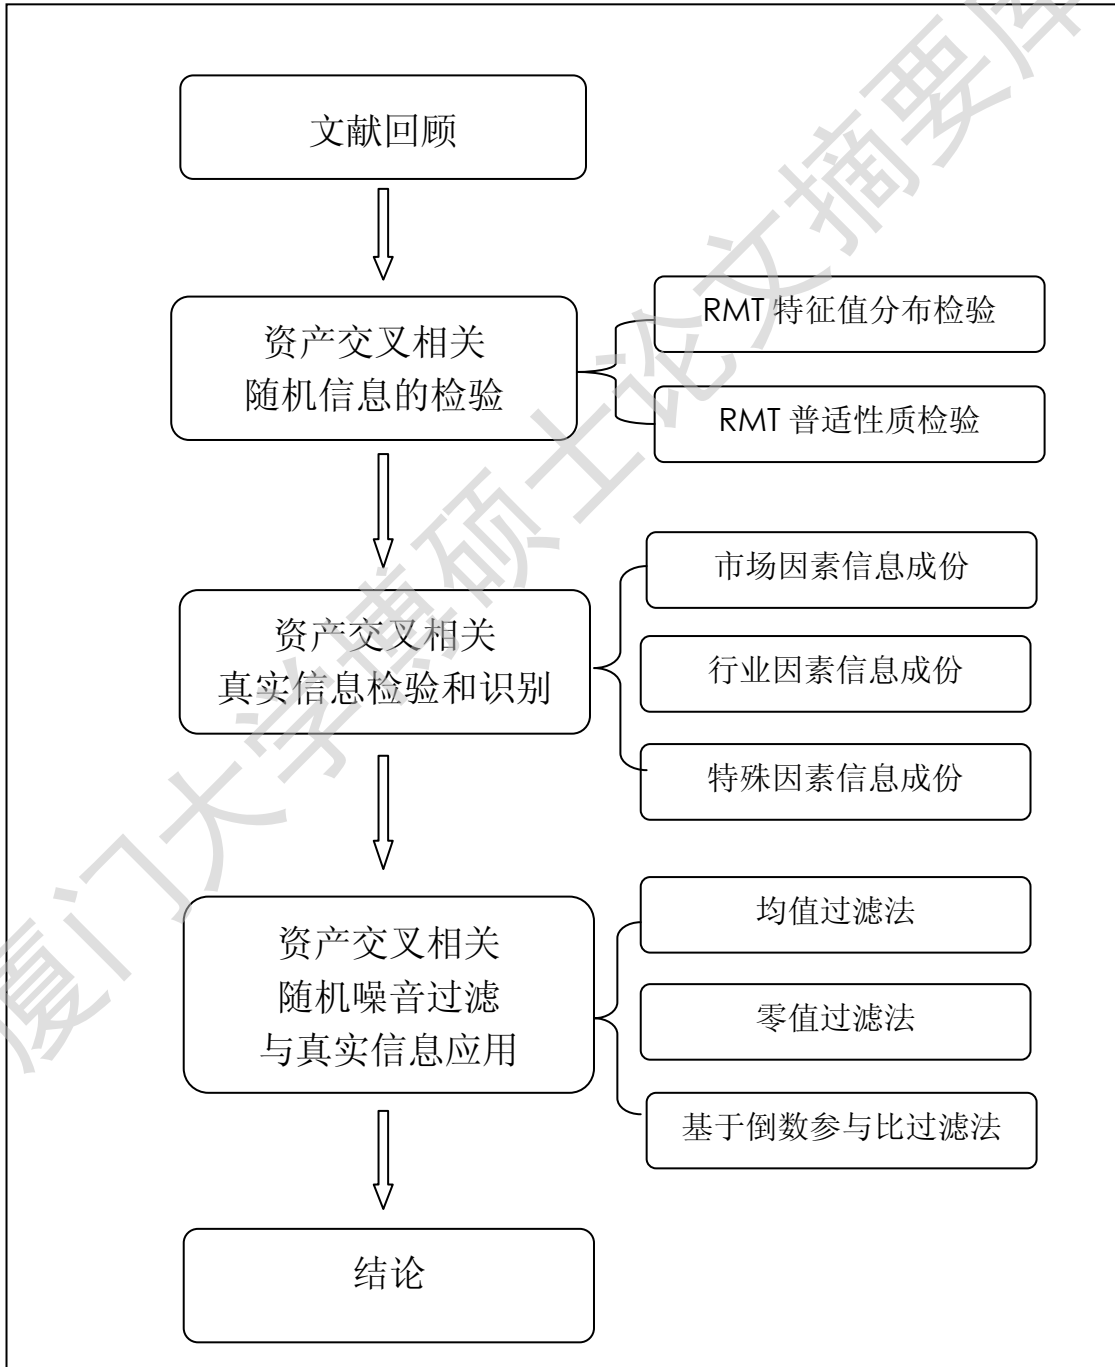 文献回顾
资产交叉相关
随机信息的检验
RMT 特征值分布检验
RMT 普适性质检验
资产交叉相关
真实信息检验和识别
市场因素信息成份
行业因素信息成份
特殊因素信息成份
资产交叉相关
随机噪音过滤
与真实信息应用
均值过滤法
零值过滤法
基于倒数参与比过滤法
结论
厦门大学博硕士论文摘要库